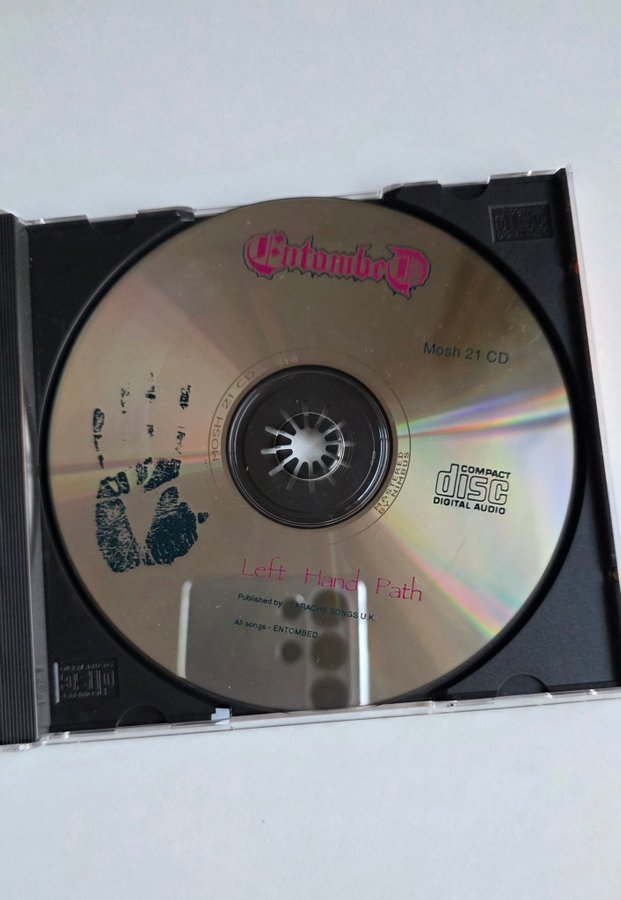 Entombed
Mosh 21 CD
MOSH 21 CD
MASTERED
BY NIMBUS
COMPACT
disc
DIGITAL AUDIO
Left Hand Path
Published by EARACHE SONGS U.K.
All songs - ENTOMBED